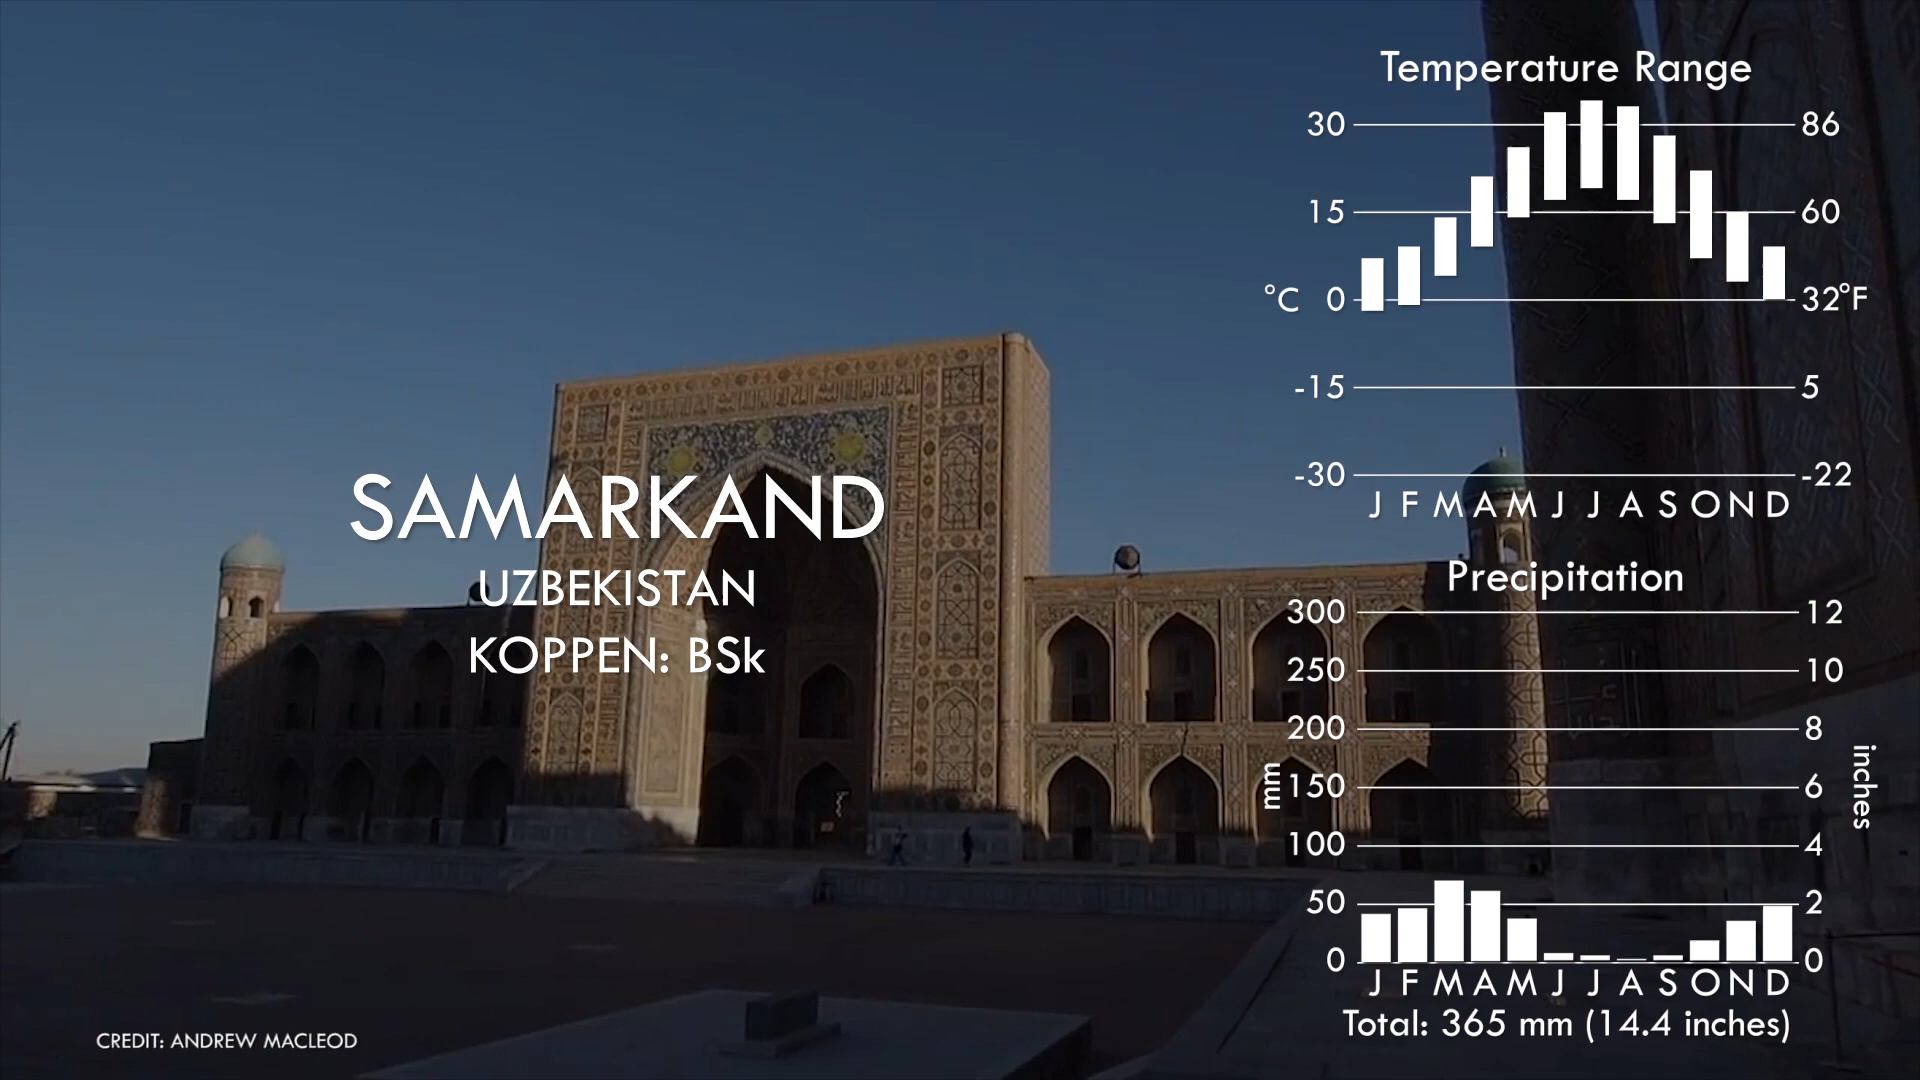 SAMARKAND
UZBEKISTAN
KOPPEN: BSk
CREDIT: ANDREW MACLEOD
Temperature Range
30 86
15 60
°C 0 32°F
-15 5
-30 -22
J F M A M J J A S O N D
Precipitation
300 12
250 10
200 8
mm 150 6 inches
100 4
50 2
0 0
J F M A M J J A S O N D
Total: 365 mm (14.4 inches)